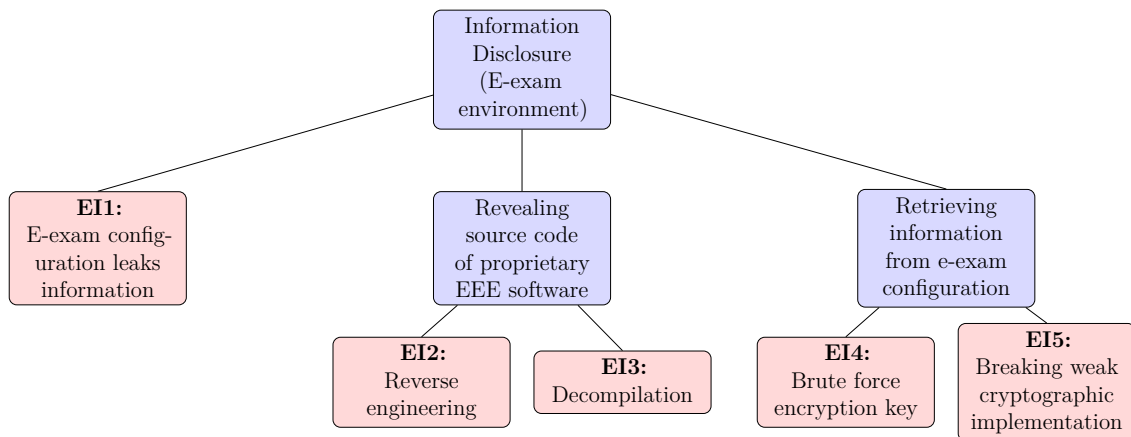 Information
Disclosure
(E-exam
environment)
EI1:
E-exam config-
uration leaks
information
Revealing
source code
of proprietary
EEE software
Retrieving
information
from e-exam
configuration
EI2:
Reverse
engineering
EI3:
Decompilation
EI4:
Brute force
encryption key
EI5:
Breaking weak
cryptographic
implementation